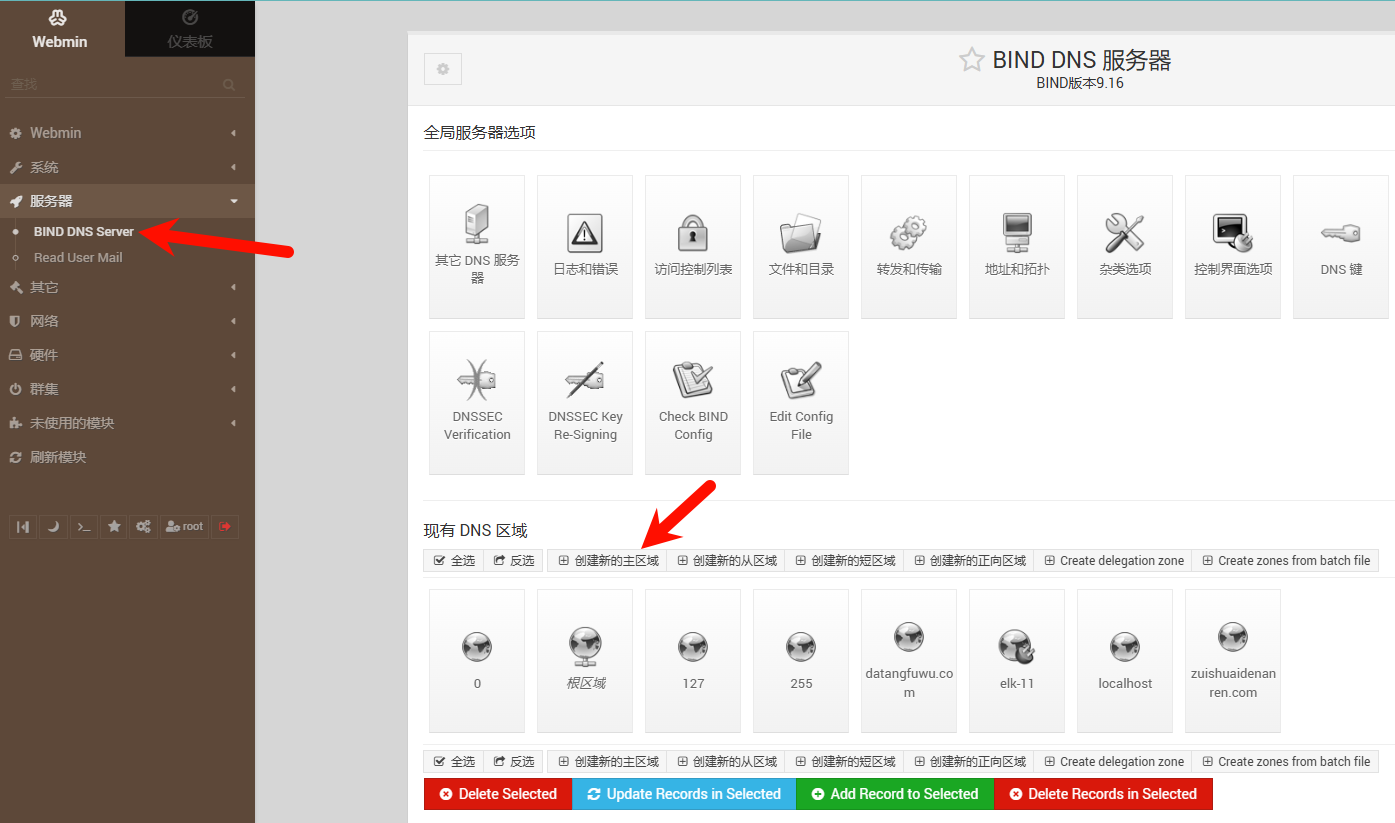 Webmin
仪表板
查找
Webmin
系统
服务器
BIND DNS Server
Read User Mail
其它
网络
硬件
群集
未使用的模块
刷新模块
root
BIND DNS 服务器
BIND版本9.16
全局服务器选项
其它 DNS 服务
器
日志和错误
访问控制列表
文件和目录
转发和传输
地址和拓扑
杂类选项
控制界面选项
DNS 键
DNSSEC
Verification
DNSSEC Key
Re-Signing
Check BIND
Config
Edit Config
File
现有 DNS 区域
全选 反选 创建新的主区域 创建新的从区域 创建新的短区域 创建新的正向区域 Create delegation zone Create zones from batch file
0
根区域
127
255
datangfuwu.co
m
elk-11
localhost
zuishuaidenan
ren.com
全选 反选 创建新的主区域 创建新的从区域 创建新的短区域 创建新的正向区域 Create delegation zone Create zones from batch file
Delete Selected Update Records in Selected Add Record to Selected Delete Records in Selected